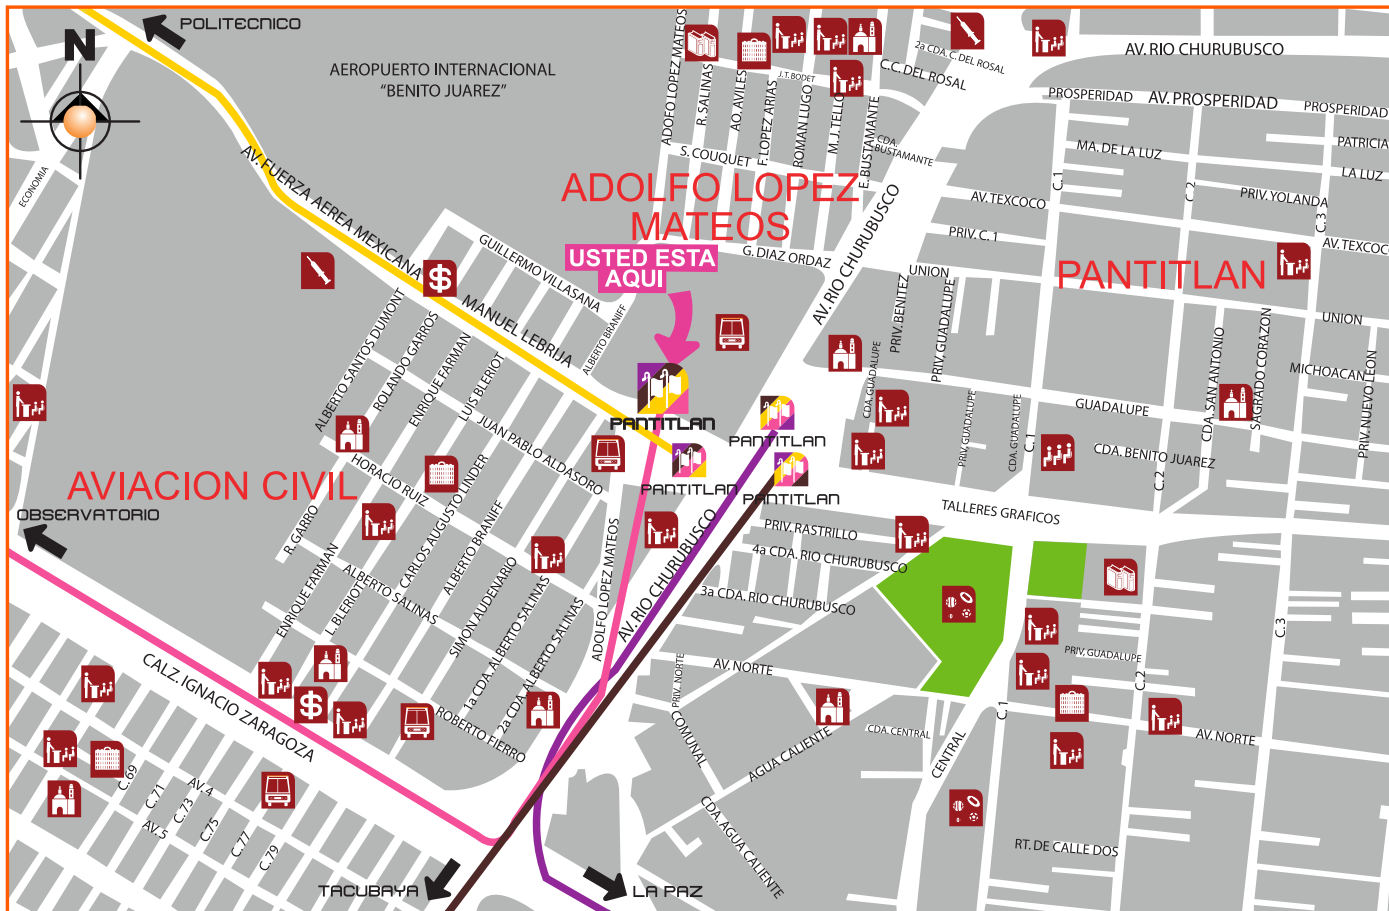 POLITECNICO
N
AEROPUERTO INTERNACIONAL
“BENITO JUAREZ”
ECONOMIA
AV. FUERZA AEREA MEXICANA
MANUEL LEBRIJA
GUILLERMO VILLASANA
ADOFO LOPEZ MATEOS
R. SALINAS
AO. AVILES
F. LOPEZ ARIAS
J.T. BODET
ROMAN LUGO
M. J. TELLO
E. BUSTAMANTE
C.C. DEL ROSAL
2a CDA. C. DEL ROSAL
CDA.
BUSTAMANTE
S. COUQUET
AV. RIO CHURUBUSCO
PROSPERIDAD
AV. PROSPERIDAD
PROSPERIDAD
PATRICIA
MA. DE LA LUZ
LA LUZ
C. 1
C. 2
C. 3
PRIV. YOLANDA
AV. TEXCOCO
AV. TEXCOCO
PRIV. C. 1
ADOLFO LOPEZ
MATEOS
USTED ESTA
AQUI
G. DIAZ ORDAZ
AV. RIO CHURUBUSCO
UNION
PANTITLAN
UNION
PRIV. BENITEZ
PRIV. GUADALUPE
CDA. GUADALUPE
PRIV. GUADALUPE
CDA. GUADALUPE
GUADALUPE
MICHOACAN
CDA. SAN ANTONIO
SAGRADO CORAZON
PRIV. NUEVO LEON
CDA. BENITO JUAREZ
C. 1
C. 2
ALBERTO SANTOS DUMONT
ROLANDO GARROS
ENRIQUE FARMAN
LUIS BLERIOT
ALBERTO BRANIFF
JUAN PABLO ALDASORO
PANTITLAN
PANTITLAN
PANTITLAN
PANTITLAN
AVIACION CIVIL
OBSERVATORIO
HORACIO RUIZ
R. GARRO
ENRIQUE FARMAN
L. BLERIOT
CARLOS AUGUSTO LINDER
ALBERTO BRANIFF
ALBERTO SALINAS
SIMON AUDENARIO
1a CDA. ALBERTO SALINAS
2a CDA. ALBERTO SALINAS
ADOLFO LOPEZ MATEOS
AV. RIO CHURUBUSCO
ROBERTO FIERRO
CALZ. IGNACIO ZARAGOZA
TALLERES GRAFICOS
PRIV. RASTRILLO
4a CDA. RIO CHURUBUSCO
3a CDA. RIO CHURUBUSCO
AV. NORTE
PRIV. NORTE
COMUNAL
AGUA CALIENTE
CDA. AGUA CALIENTE
CDA. CENTRAL
CENTRAL
C. 1
PRIV. GUADALUPE
C. 2
C. 3
AV. NORTE
RT. DE CALLE DOS
C. 69
C. 71
C. 73
C. 75
C. 77
C. 79
AV. 4
AV. 5
TACUBAYA
LA PAZ